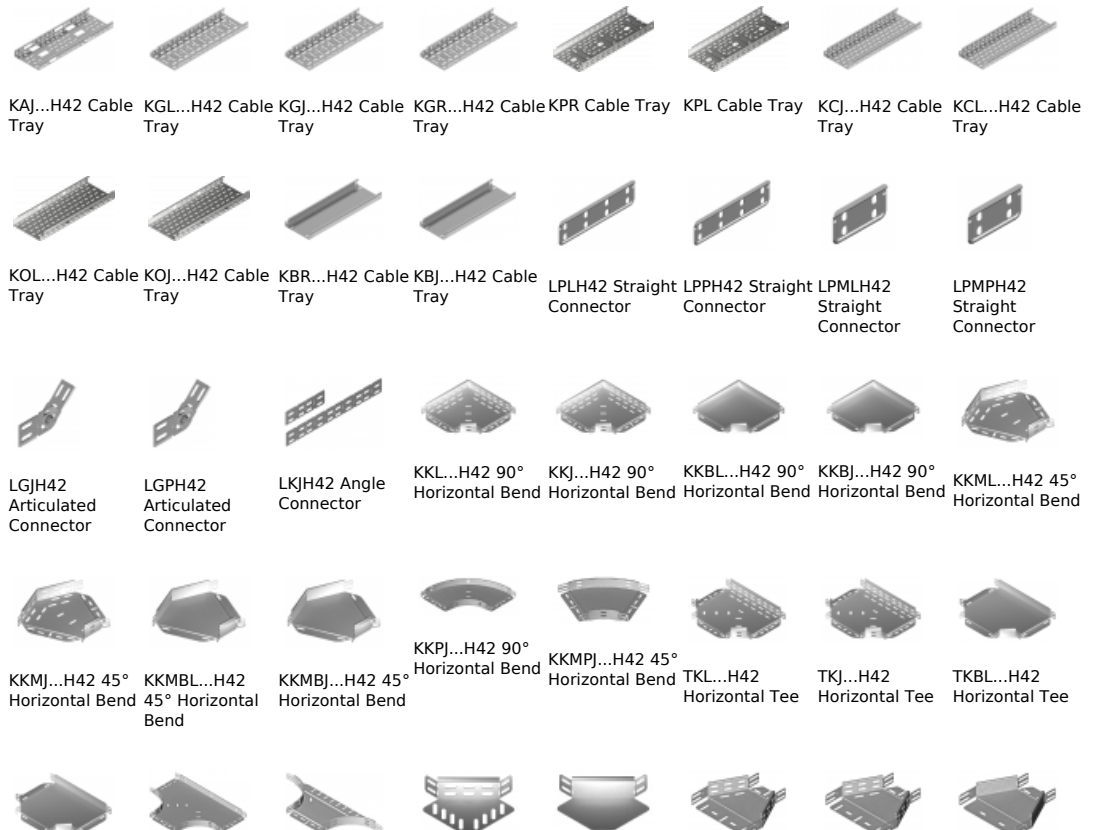 KAJ...H42 Cable
Tray
KGL...H42 Cable
Tray
KGJ...H42 Cable
Tray
KGR...H42 Cable
Tray
KPR Cable Tray
KPL Cable Tray
KCJ...H42 Cable
Tray
KCL...H42 Cable
Tray
KOL...H42 Cable
Tray
KOJ...H42 Cable
Tray
KBR...H42 Cable
Tray
KBJ...H42 Cable
Tray
LPLH42 Straight
Connector
LPPH42 Straight
Connector
LPMLH42
Straight
Connector
LPMPH42
Straight
Connector
LGJH42
Articulated
Connector
LGPH42
Articulated
Connector
LKJH42 Angle
Connector
KKL...H42 90°
Horizontal Bend
KKJ...H42 90°
Horizontal Bend
KKBL...H42 90°
Horizontal Bend
KKBJ...H42 90°
Horizontal Bend
KKML...H42 45°
Horizontal Bend
KKMJ...H42 45°
Horizontal Bend
KKMBL...H42
45° Horizontal
Bend
KKMBJ...H42 45°
Horizontal Bend
KKPJ...H42 90°
Horizontal Bend
KKMPJ...H42 45°
Horizontal Bend
TKL...H42
Horizontal Tee
TKJ...H42
Horizontal Tee
TKBL...H42
Horizontal Tee